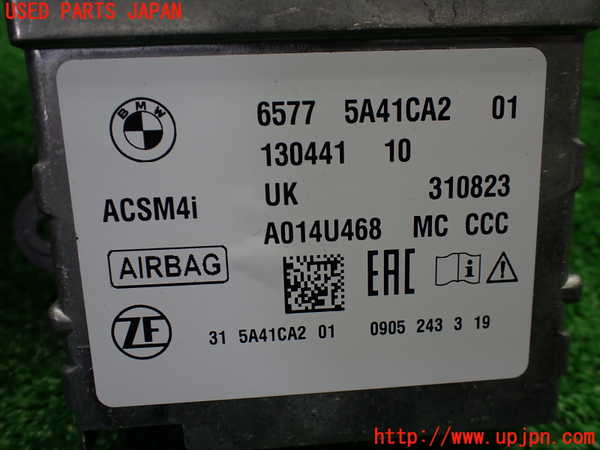 USED PARTS JAPAN
BMW
6577 5A41CA2 01
130441 10
ACSM4i
UK 310823
A014U468 MC CCC
AIRBAG
EAC
ZF
31 5A41CA2 01 0905 243 3 19
http://www.upjpn.com/